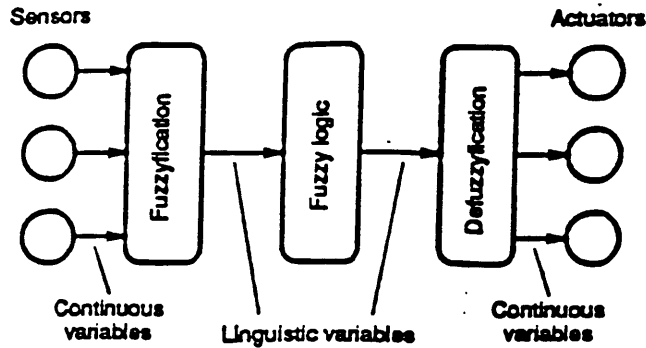 Sensors
Actuators
Fuzzyfication
Fuzzy logic
Defuzzyfication
Continuous
variables
Linguistic variables
Continuous
variables